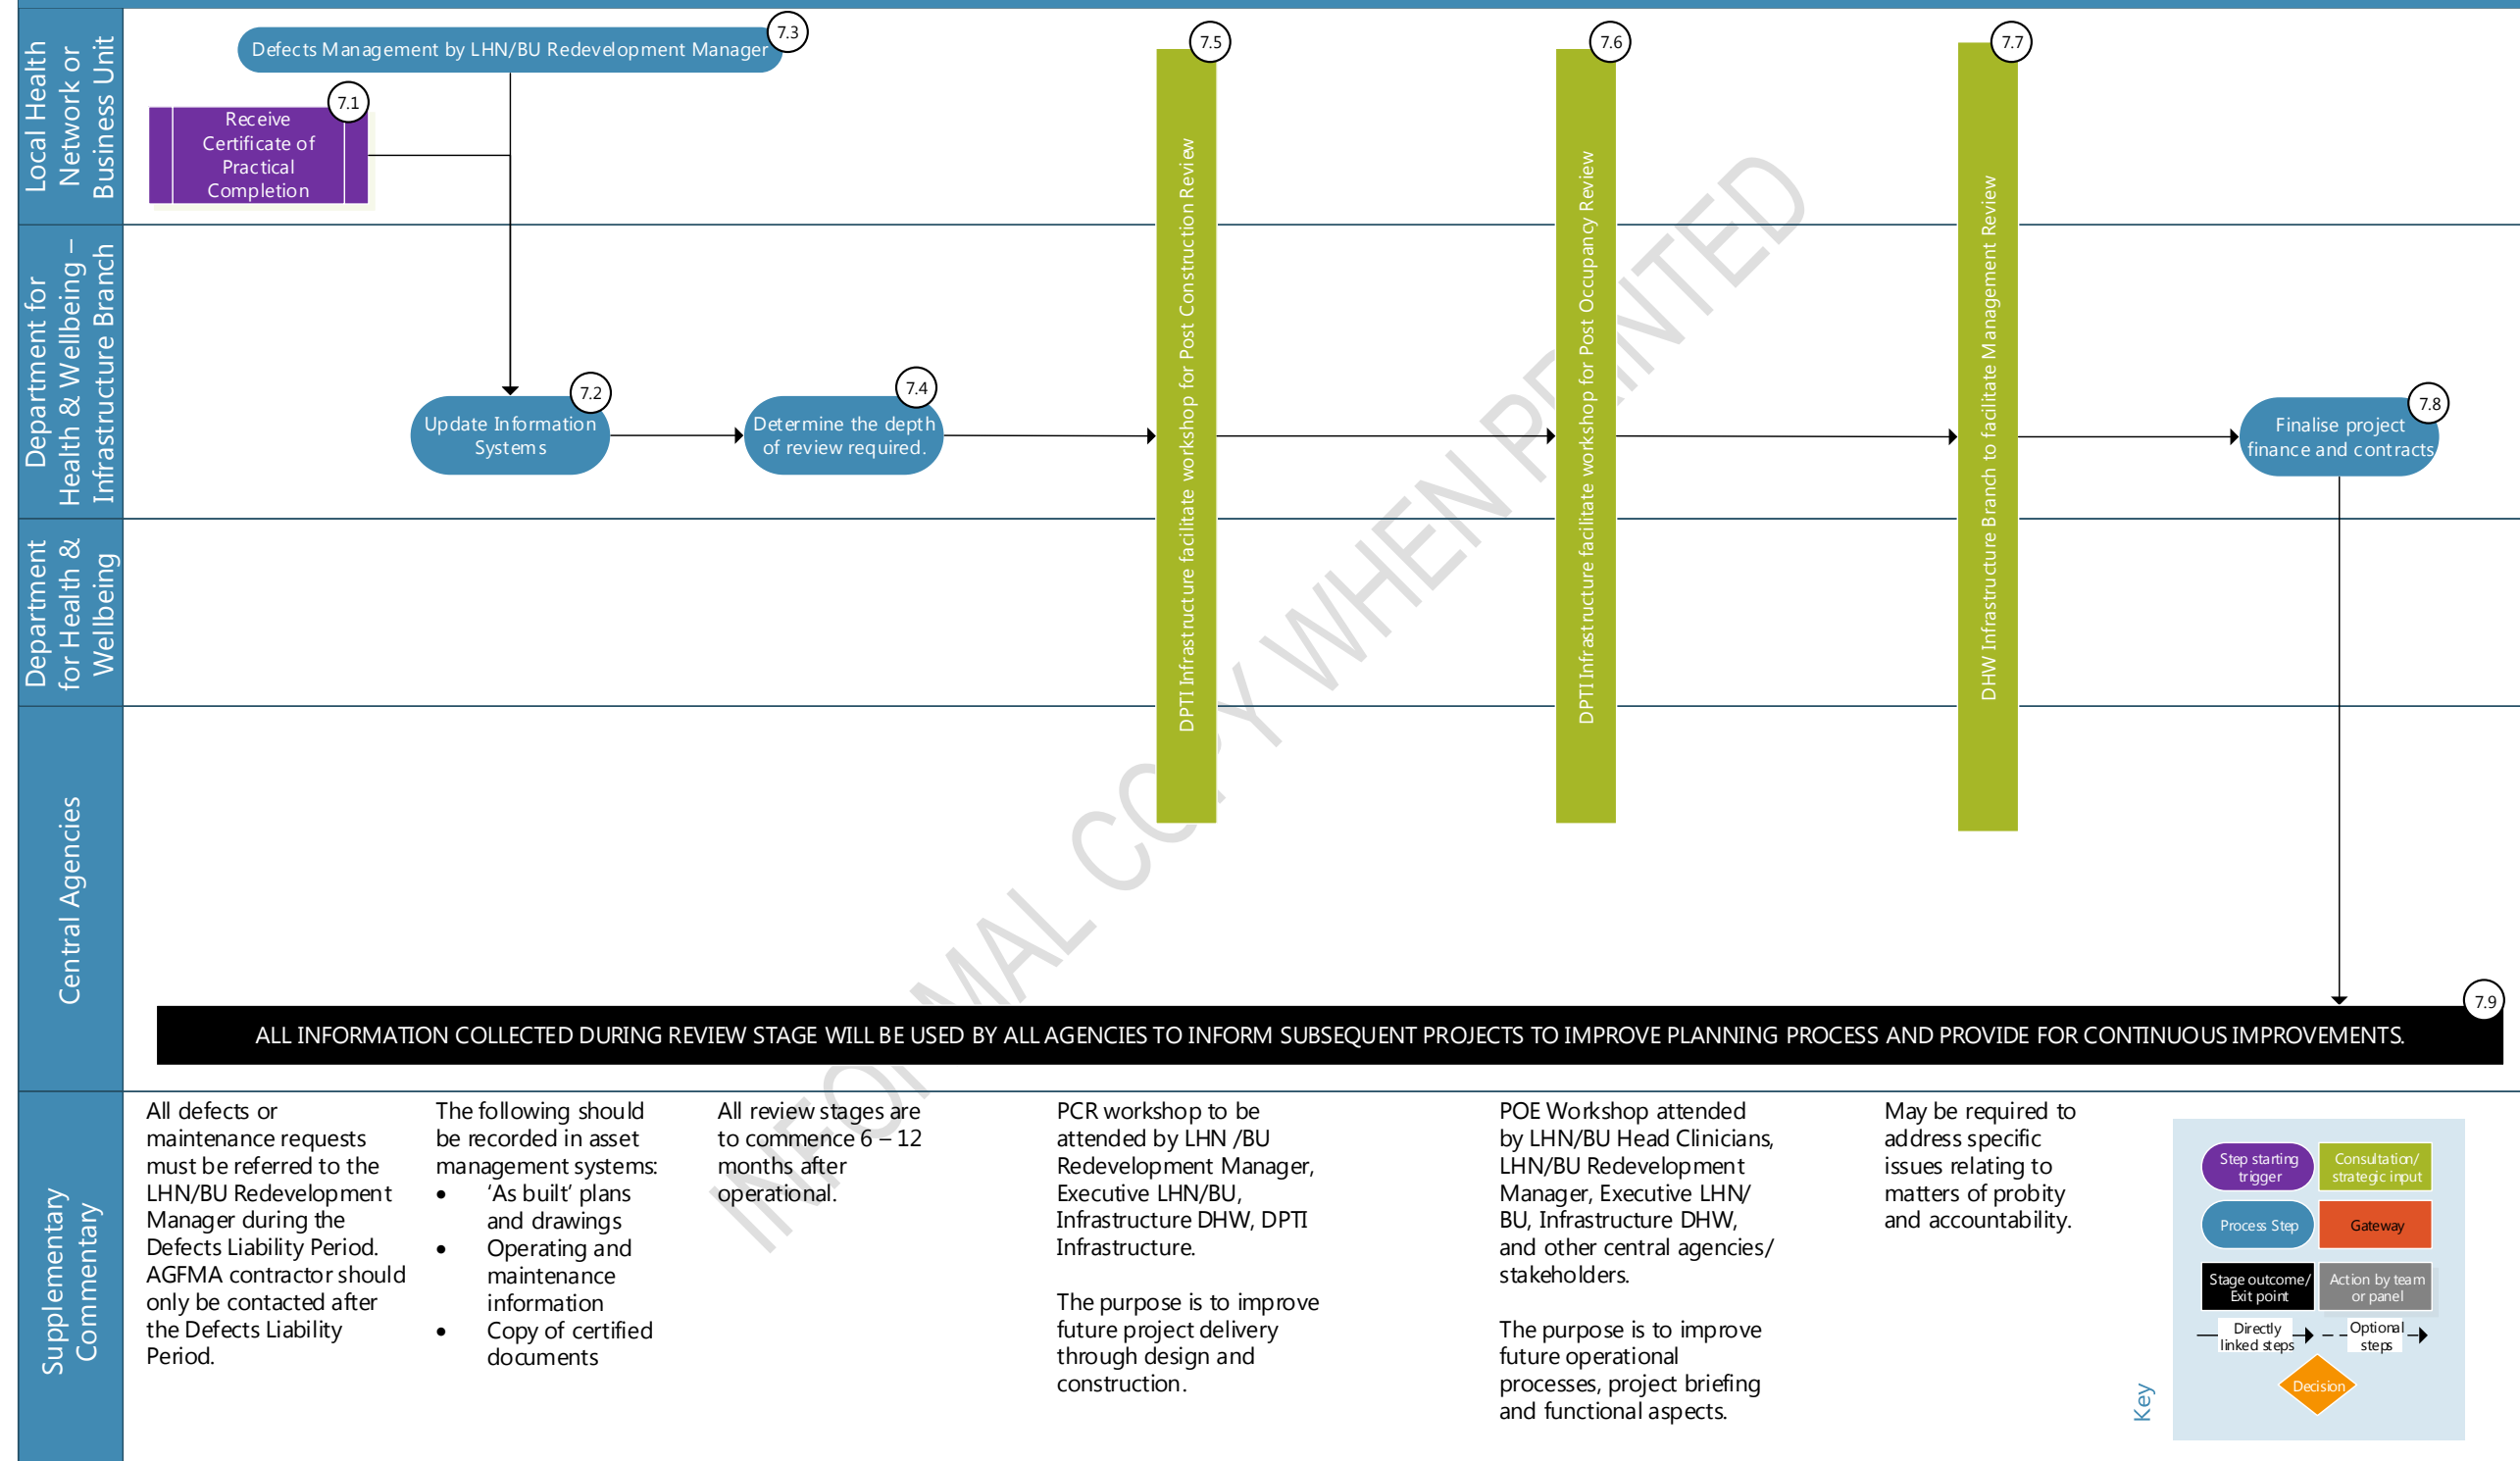 Local Health
Network or
Business Unit
Defects Management by LHN/BU Redevelopment Manager
7.3
7.1
Receive
Certificate of
Practical
Completion
7.5
DPTI Infrastructure facilitate workshop for Post Construction Review
7.6
DPTI Infrastructure facilitate workshop for Post Occupancy Review
7.7
DHW Infrastructure Branch to facilitate Management Review
Department for
Health & Wellbeing –
Infrastructure Branch
7.2
Update Information
Systems
7.4
Determine the depth
of review required.
7.8
Finalise project
finance and contracts
Department
for Health &
Wellbeing
Central Agencies
7.9
ALL INFORMATION COLLECTED DURING REVIEW STAGE WILL BE USED BY ALL AGENCIES TO INFORM SUBSEQUENT PROJECTS TO IMPROVE PLANNING PROCESS AND PROVIDE FOR CONTINUOUS IMPROVEMENTS.
INFORMAL COPY WHEN PRINTED
Supplementary
Commentary
All defects or
maintenance requests
must be referred to the
LHN/BU Redevelopment
Manager during the
Defects Liability Period.
AGFMA contractor should
only be contacted after
the Defects Liability
Period.
The following should
be recorded in asset
management systems:
• ‘As built’ plans
and drawings
• Operating and
maintenance
information
• Copy of certified
documents
All review stages are
to commence 6 – 12
months after
operational.
PCR workshop to be
attended by LHN /BU
Redevelopment Manager,
Executive LHN/BU,
Infrastructure DHW, DPTI
Infrastructure.
The purpose is to improve
future project delivery
through design and
construction.
POE Workshop attended
by LHN/BU Head Clinicians,
LHN/BU Redevelopment
Manager, Executive LHN/
BU, Infrastructure DHW,
and other central agencies/
stakeholders.
The purpose is to improve
future operational
processes, project briefing
and functional aspects.
May be required to
address specific
issues relating to
matters of probity
and accountability.
Key
Step starting
trigger
Consultation/
strategic input
Process Step
Gateway
Stage outcome/
Exit point
Action by team
or panel
Directly
linked steps
Optional
steps
Decision